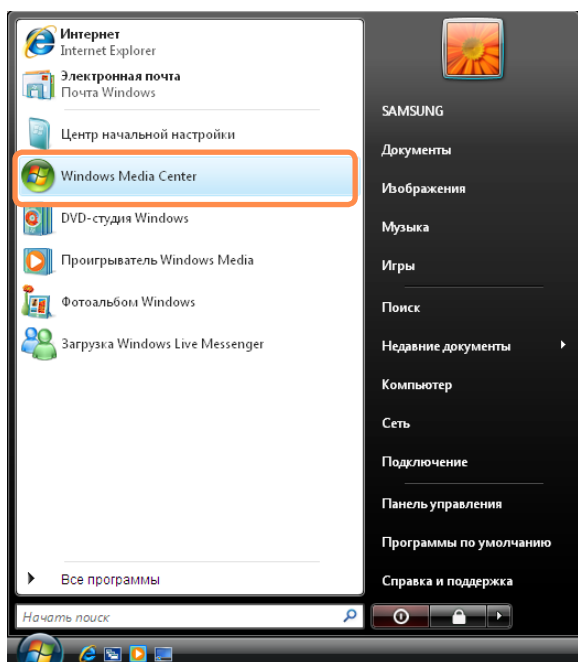 Интернет
Internet Explorer
Электронная почта
Почта Windows
Центр начальной настройки
Windows Media Center
DVD-студия Windows
Проигрыватель Windows Media
Фотоальбом Windows
Загрузка Windows Live Messenger
Все программы
Начать поиск
SAMSUNG
Документы
Изображения
Музыка
Игры
Поиск
Недавние документы
Компьютер
Сеть
Подключение
Панель управления
Программы по умолчанию
Справка и поддержка